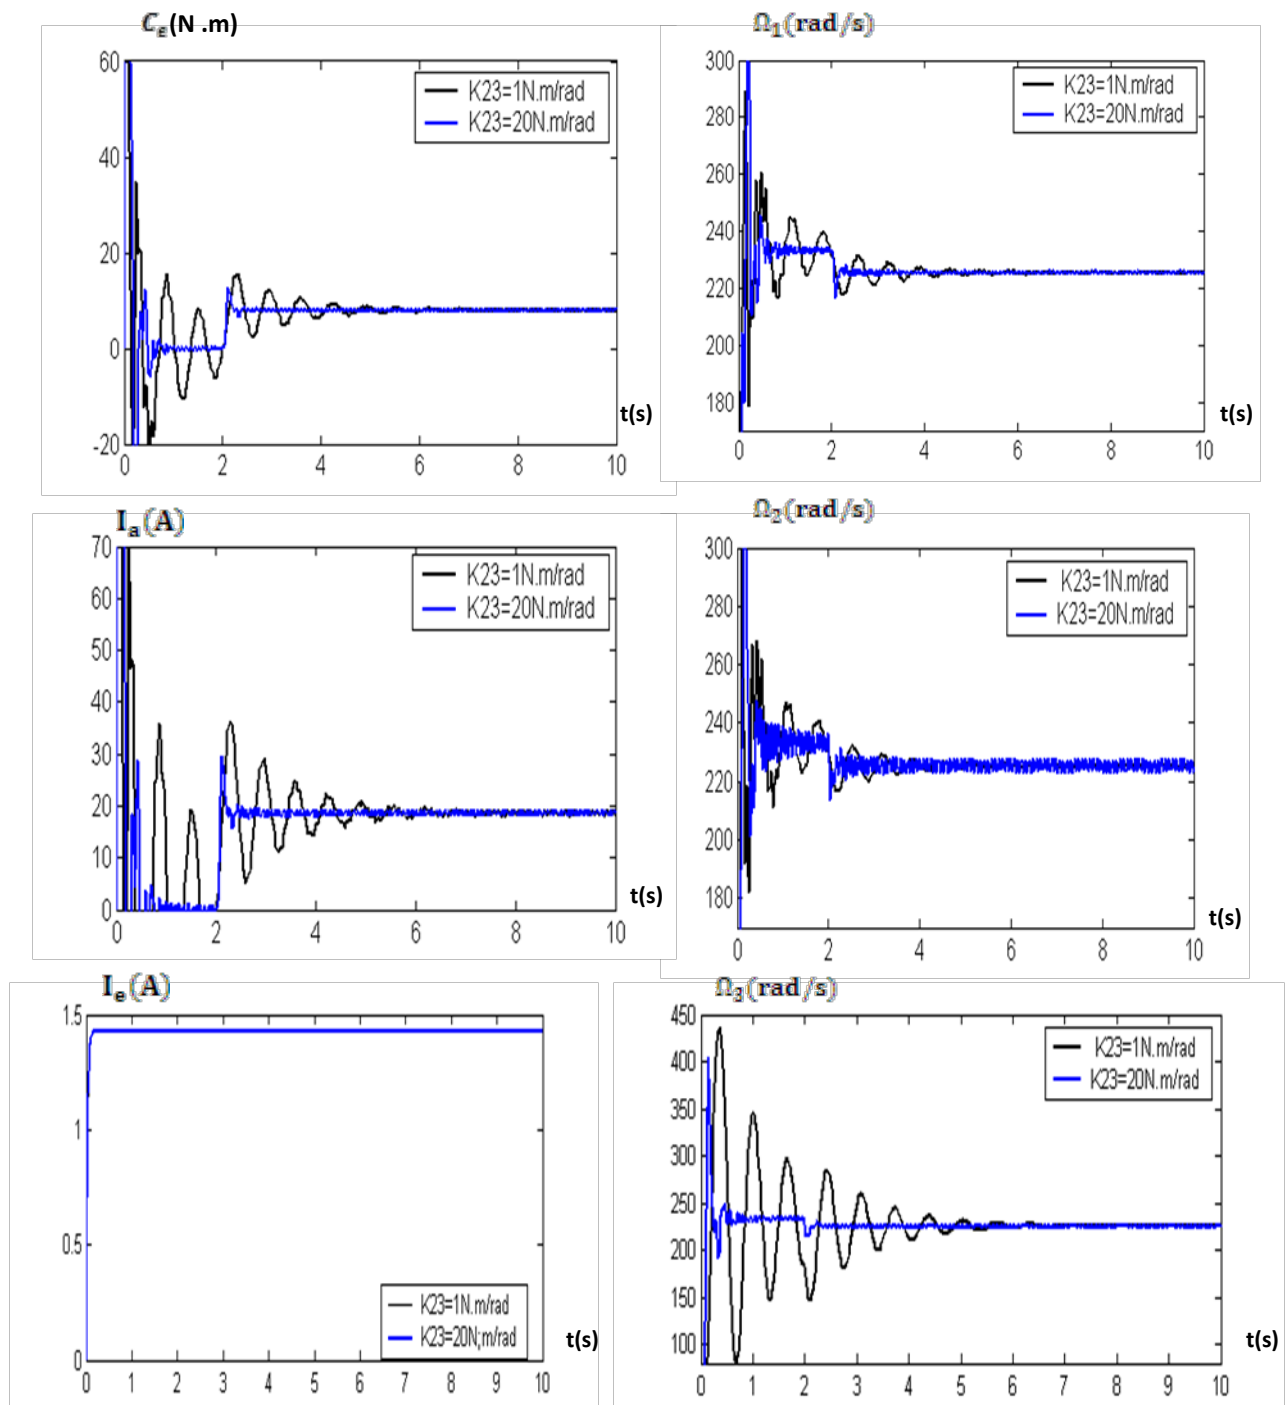 Cₑ(N .m)
60
40
20
0
-20
0 2 4 6 8 10
K23=1N.m/rad
K23=20N.m/rad
t(s)
Ω₁(rad/s)
300
280
260
240
220
200
180
0 2 4 6 8 10
K23=1N.m/rad
K23=20N.m/rad
t(s)
Iₐ(A)
70
60
50
40
30
20
10
0
0 2 4 6 8 10
K23=1N.m/rad
K23=20N.m/rad
t(s)
Ω₂(rad/s)
300
280
260
240
220
200
180
0 2 4 6 8 10
K23=1N.m/rad
K23=20N.m/rad
t(s)
Iₑ(A)
1.5
1
0.5
0
0 1 2 3 4 5 6 7 8 9 10
K23=1N.m/rad
K23=20N;m/rad
t(s)
Ω₃(rad/s)
450
400
350
300
250
200
150
100
0 1 2 3 4 5 6 7 8 9 10
K23=1N.m/rad
K23=20N.m/rad
t(s)